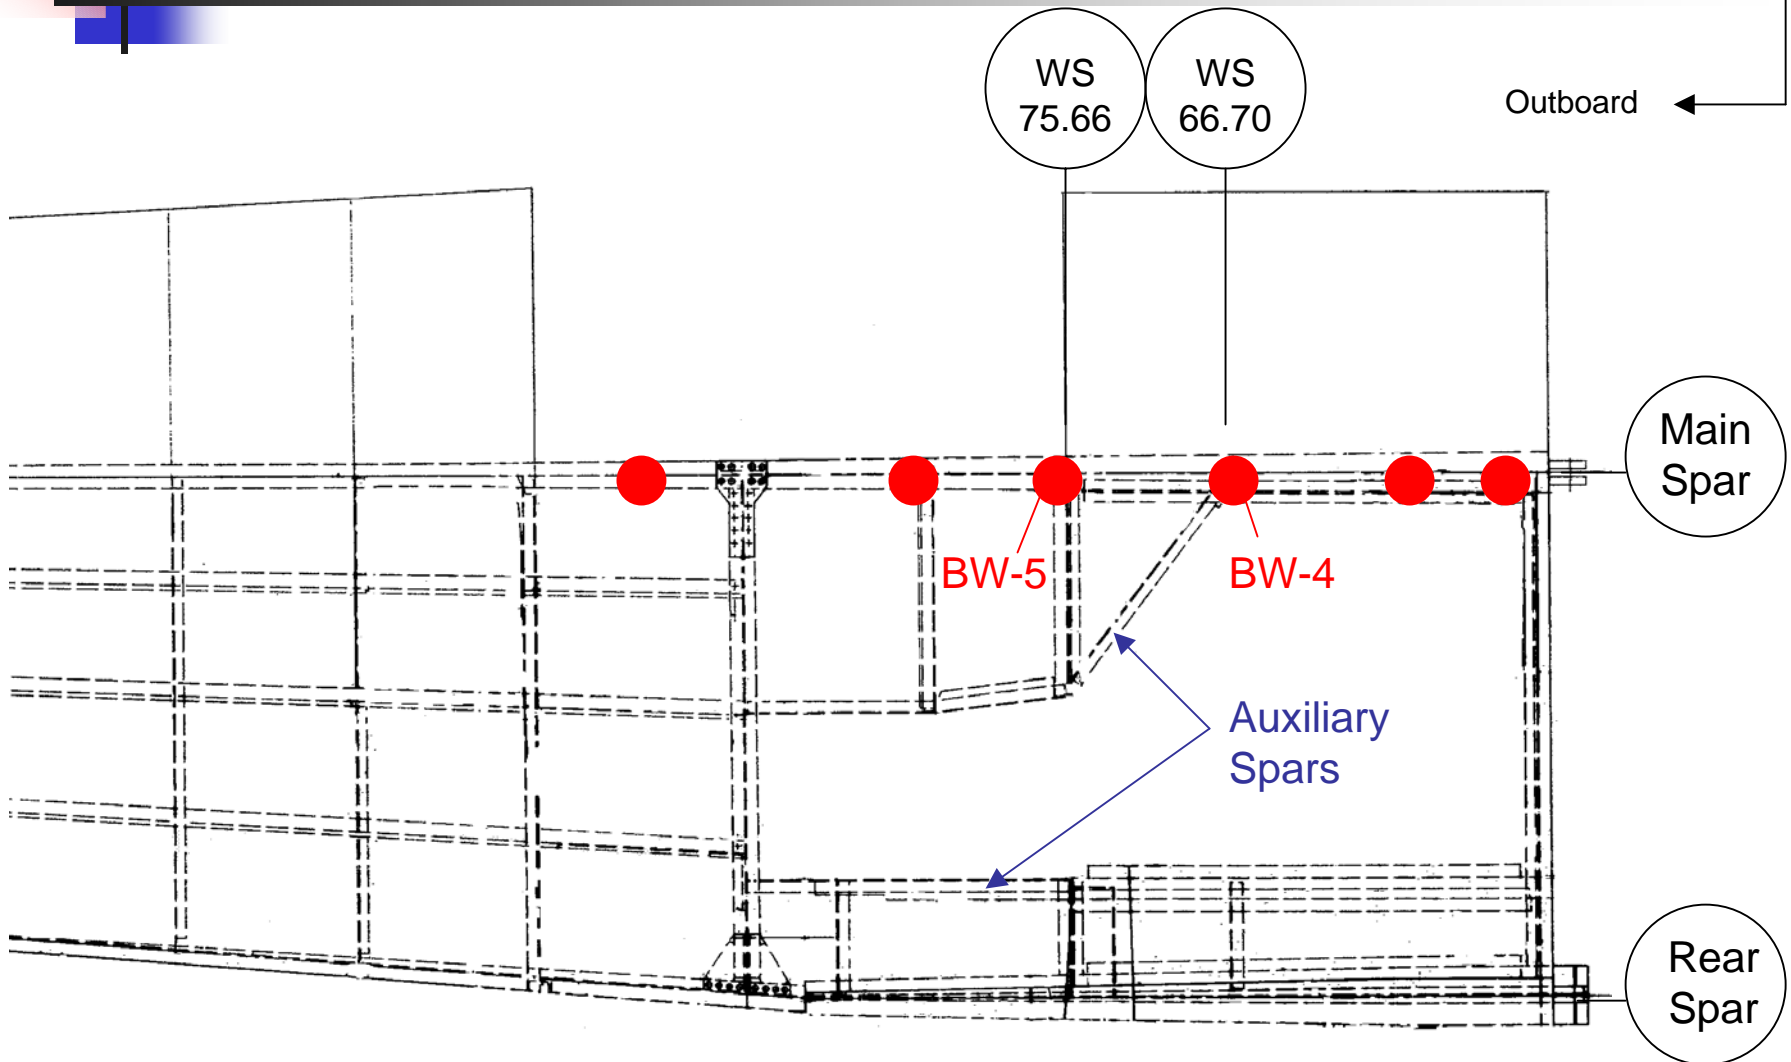 WS
75.66
WS
66.70
Outboard
Main
Spar
BW-5
BW-4
Auxiliary
Spars
Rear
Spar